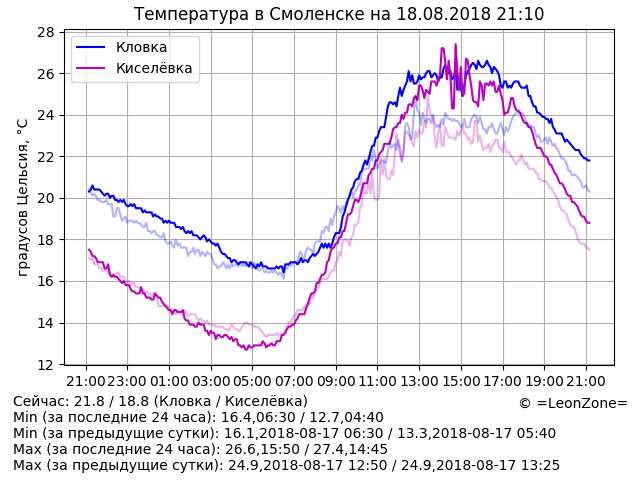 Температура в Смоленске на 18.08.2018 21:10
28
26
24
22
20
18
16
14
12
градусов Цельсия, °C
Кловка
Киселёвка
21:00 23:00 01:00 03:00 05:00 07:00 09:00 11:00 13:00 15:00 17:00 19:00 21:00
Сейчас: 21.8 / 18.8 (Кловка / Киселёвка)
© =LeonZone=
Min (за последние 24 часа): 16.4,06:30 / 12.7,04:40
Min (за предыдущие сутки): 16.1,2018-08-17 06:30 / 13.3,2018-08-17 05:40
Max (за последние 24 часа): 26.6,15:50 / 27.4,14:45
Max (за предыдущие сутки): 24.9,2018-08-17 12:50 / 24.9,2018-08-17 13:25